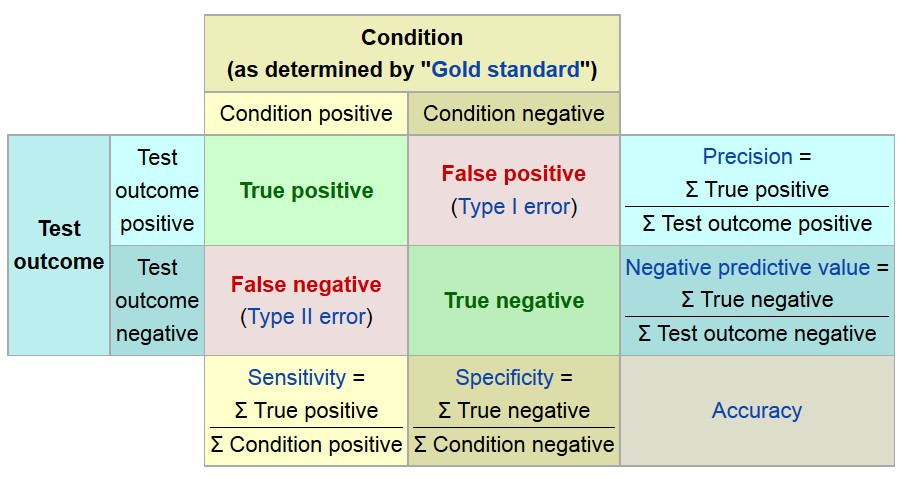 Condition
(as determined by "Gold standard")
Condition positive
Condition negative
Test
outcome
Test
outcome
positive
True positive
False positive
(Type I error)
Precision =
Σ True positive
Σ Test outcome positive
Test
outcome
negative
False negative
(Type II error)
True negative
Negative predictive value =
Σ True negative
Σ Test outcome negative
Sensitivity =
Σ True positive
Σ Condition positive
Specificity =
Σ True negative
Σ Condition negative
Accuracy